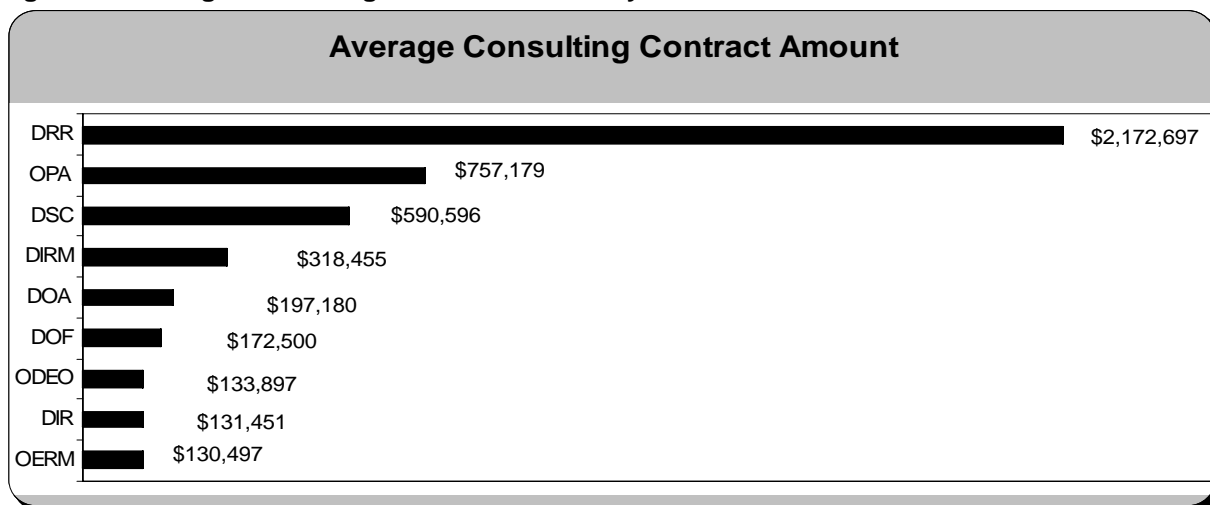 Average Consulting Contract Amount
DRR $2,172,697
OPA $757,179
DSC $590,596
DIRM $318,455
DOA $197,180
DOF $172,500
ODEO $133,897
DIR $131,451
OERM $130,497